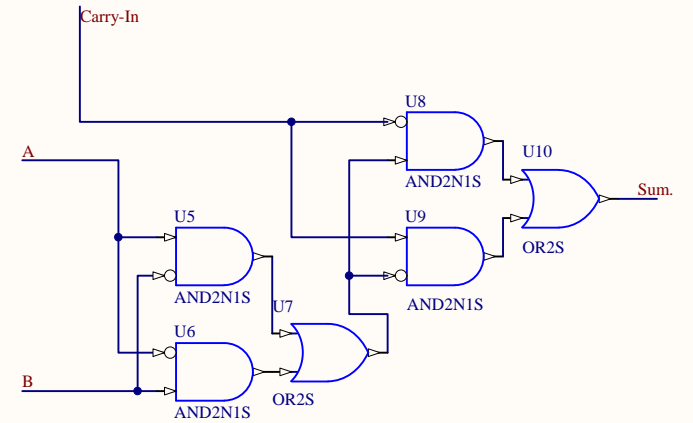 Carry-In
U8
A
U10
AND2N1S
Sum.
U5
U9
OR2S
AND2N1S
U7
AND2N1S
U6
B
OR2S
AND2N1S